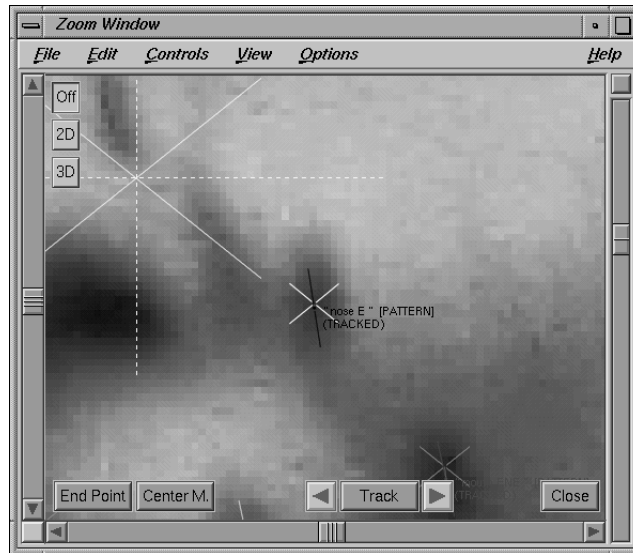 Zoom Window
File Edit Controls View Options Help
Off
2D
3D
"nose E " [PATTERN]
(TRACKED)
End Point Center M. Track Close